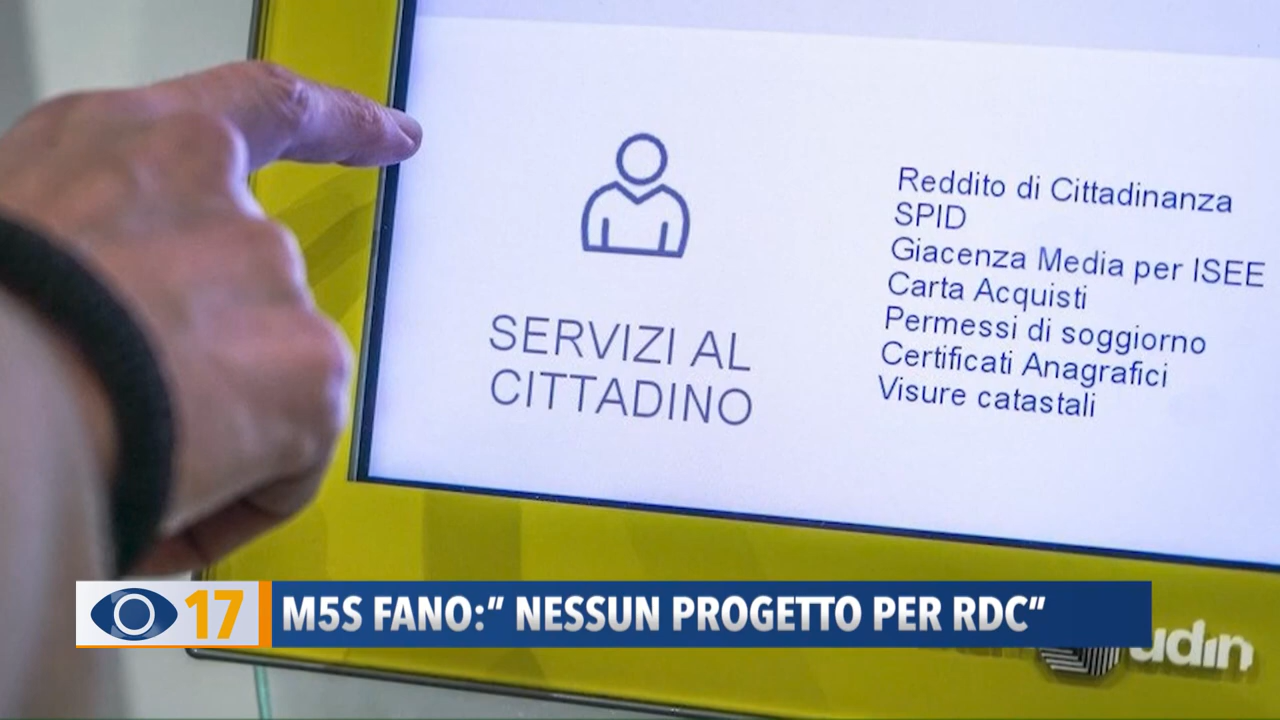 SERVIZI AL
CITTADINO
Reddito di Cittadinanza
SPID
Giacenza Media per ISEE
Carta Acquisti
Permessi di soggiorno
Certificati Anagrafici
Visure catastali
17
M5S FANO:” NESSUN PROGETTO PER RDC“
udin